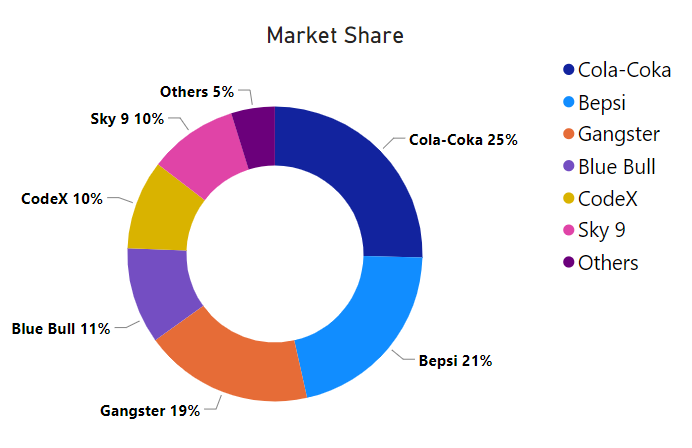 Market Share
Others 5%
Sky 9 10%
CodeX 10%
Blue Bull 11%
Gangster 19%
Cola-Coka 25%
Bepsi 21%
Cola-Coka
Bepsi
Gangster
Blue Bull
CodeX
Sky 9
Others